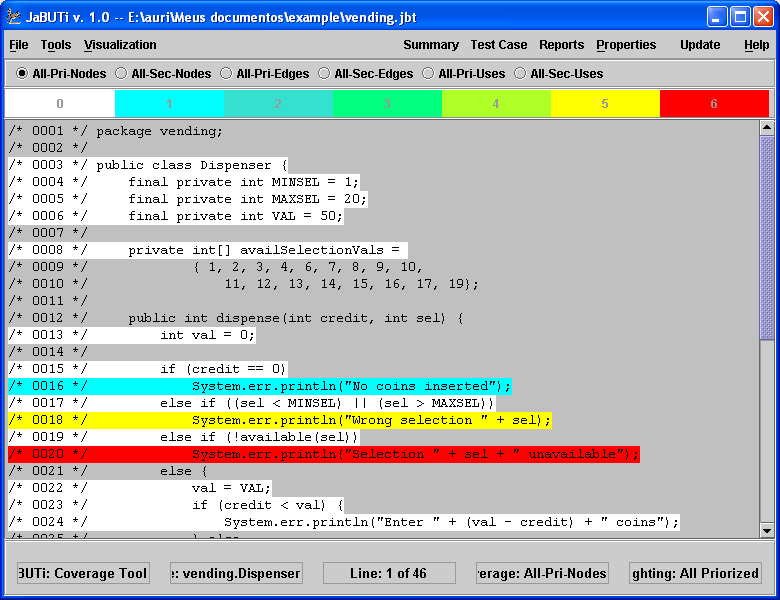 JaBUTi v. 1.0 -- E:\auri\Meus documentos\example\vending.jbt
File Tools Visualization Summary Test Case Reports Properties Update Help
All-Pri-Nodes All-Sec-Nodes All-Pri-Edges All-Sec-Edges All-Pri-Uses All-Sec-Uses
0 1 2 3 4 5 6
/* 0001 */ package vending;
/* 0002 */
/* 0003 */ public class Dispenser {
/* 0004 */     final private int MINSEL = 1;
/* 0005 */     final private int MAXSEL = 20;
/* 0006 */     final private int VAL = 50;
/* 0007 */
/* 0008 */     private int[] availSelectionVals =
/* 0009 */             { 1, 2, 3, 4, 6, 7, 8, 9, 10,
/* 0010 */                 11, 12, 13, 14, 15, 16, 17, 19};
/* 0011 */
/* 0012 */     public int dispense(int credit, int sel) {
/* 0013 */         int val = 0;
/* 0014 */
/* 0015 */         if (credit == 0)
/* 0016 */             System.err.println("No coins inserted");
/* 0017 */         else if ((sel < MINSEL) || (sel > MAXSEL))
/* 0018 */             System.err.println("Wrong selection " + sel);
/* 0019 */         else if (!available(sel))
/* 0020 */             System.err.println("Selection " + sel + " unavailable");
/* 0021 */         else {
/* 0022 */             val = VAL;
/* 0023 */             if (credit < val) {
/* 0024 */                 System.err.println("Enter " + (val - credit) + " coins");
/* 0025 */             } else
BUTi: Coverage Tool e: vending.Dispenser Line: 1 of 46 verage: All-Pri-Nodes ghting: All Priorized